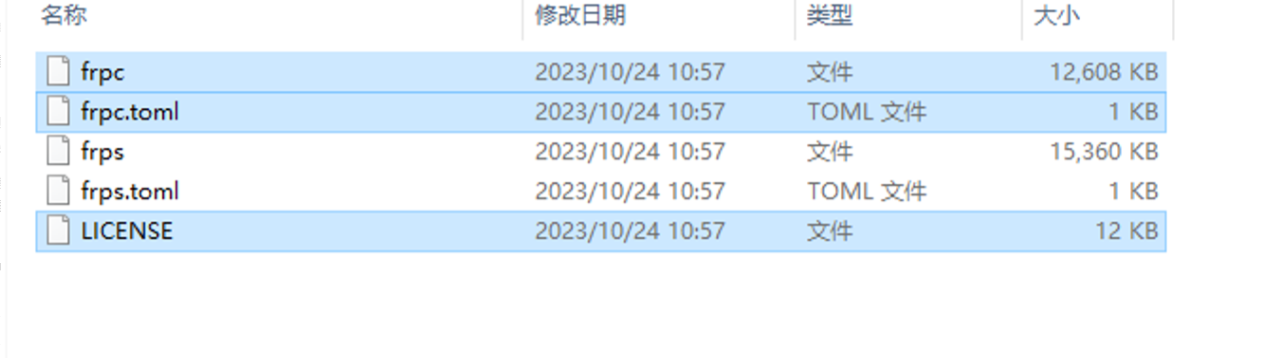 名称 修改日期 类型 大小
frpc 2023/10/24 10:57 文件 12,608 KB
frpc.toml 2023/10/24 10:57 TOML 文件 1 KB
frps 2023/10/24 10:57 文件 15,360 KB
frps.toml 2023/10/24 10:57 TOML 文件 1 KB
LICENSE 2023/10/24 10:57 文件 12 KB